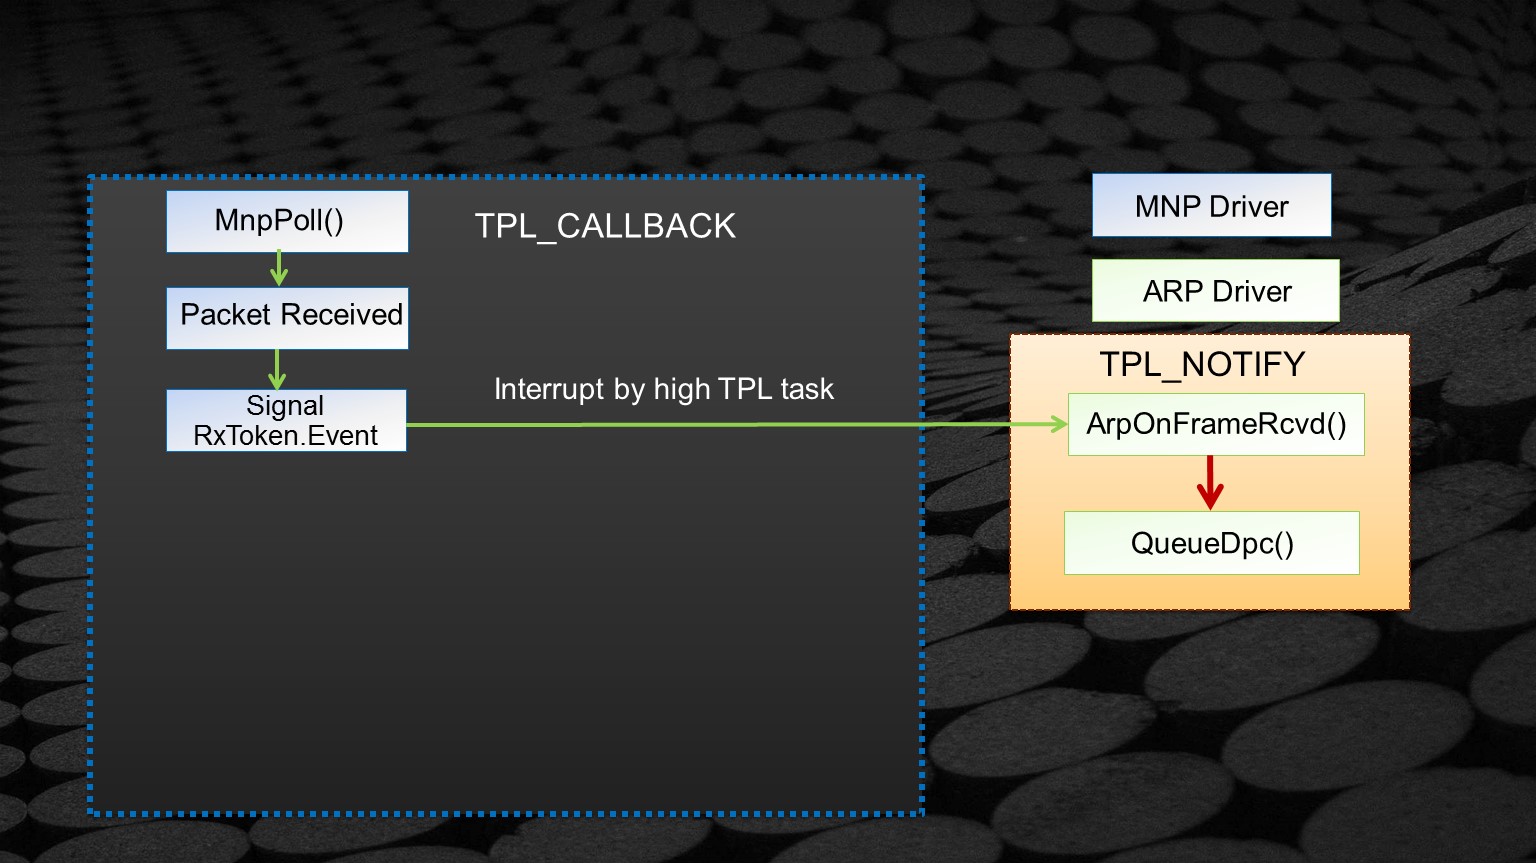 MnpPoll()
TPL_CALLBACK
Packet Received
Signal
RxToken.Event
Interrupt by high TPL task
MNP Driver
ARP Driver
TPL_NOTIFY
ArpOnFrameRcvd()
QueueDpc()